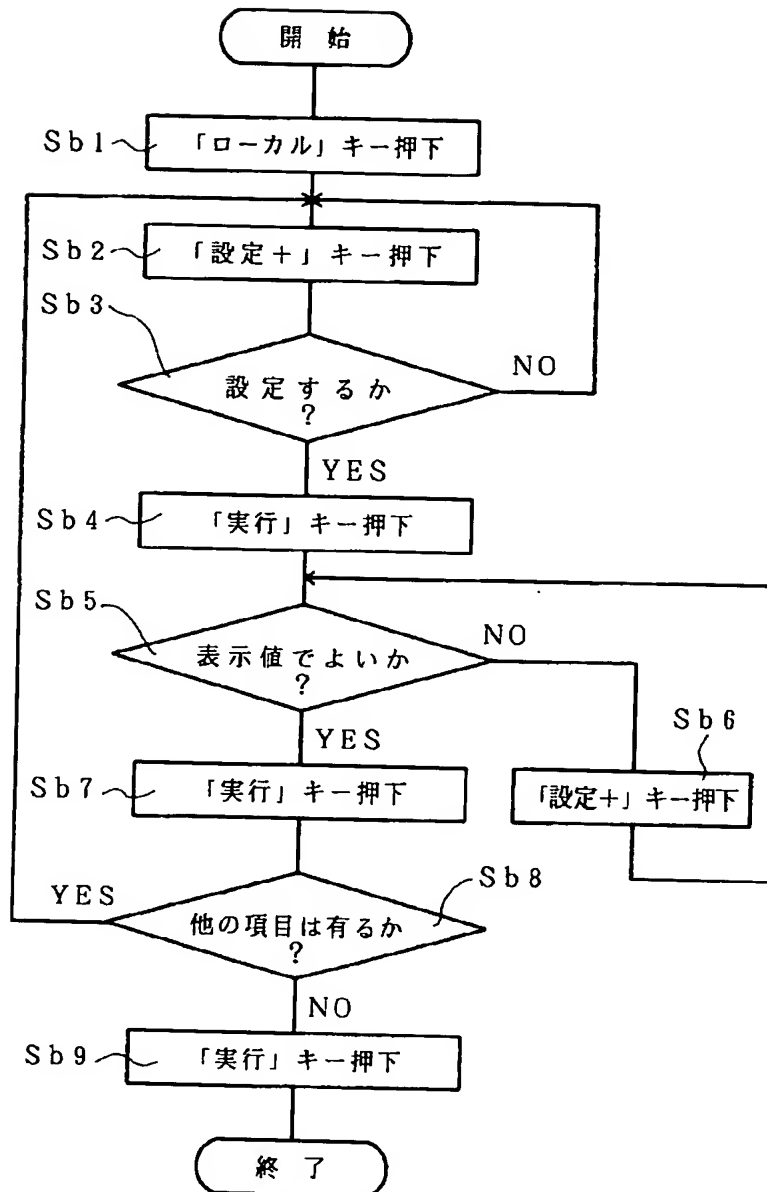 開始
Sb1
「ローカル」キー押下
Sb2
「設定+」キー押下
Sb3
設定するか
?
NO
YES
Sb4
「実行」キー押下
Sb5
表示値でよいか
?
NO
YES
Sb6
「設定+」キー押下
Sb7
「実行」キー押下
Sb8
YES
他の項目は有るか
?
NO
Sb9
「実行」キー押下
終了